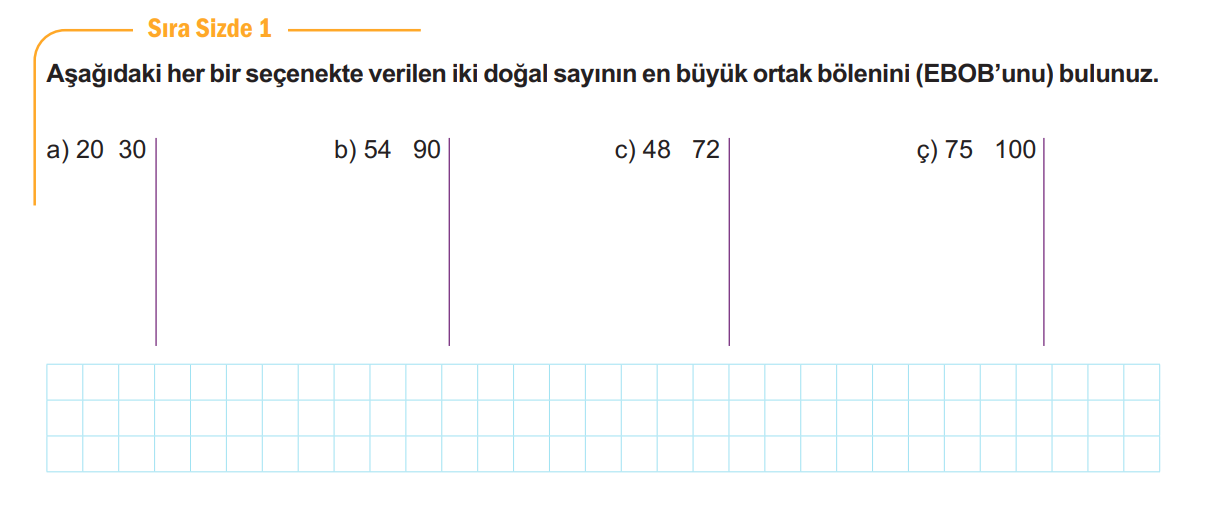 Sıra Sizde 1
Aşağıdaki her bir seçenekte verilen iki doğal sayının en büyük ortak bölenini (EBOB’unu) bulunuz.
a) 20 30 b) 54 90 c) 48 72 ç) 75 100